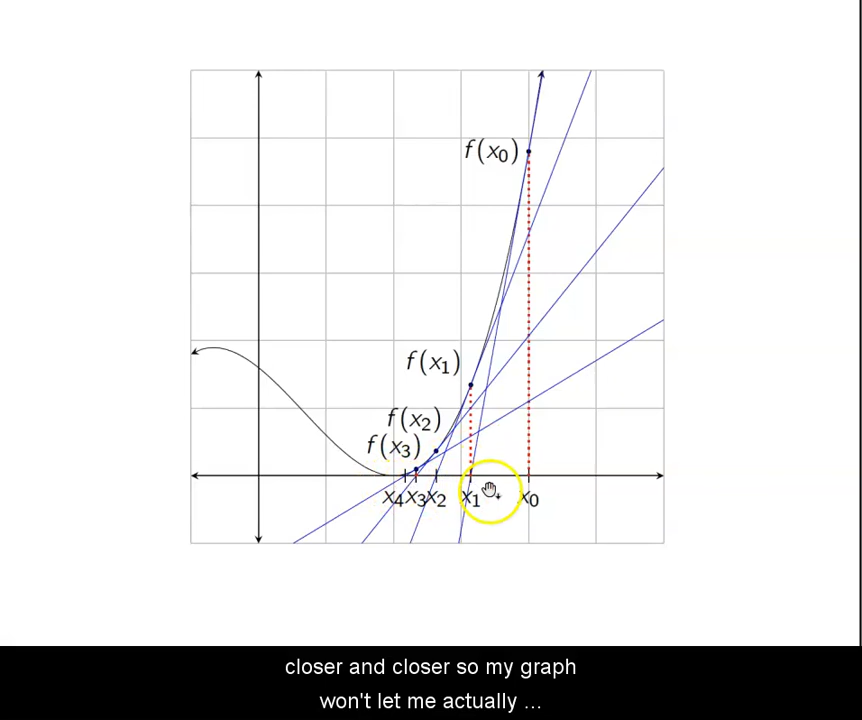 f(x₀)
f(x₁)
f(x₂)
f(x₃)
x₄ x₃ x₂ x₁ x₀
closer and closer so my graph
won't let me actually ...